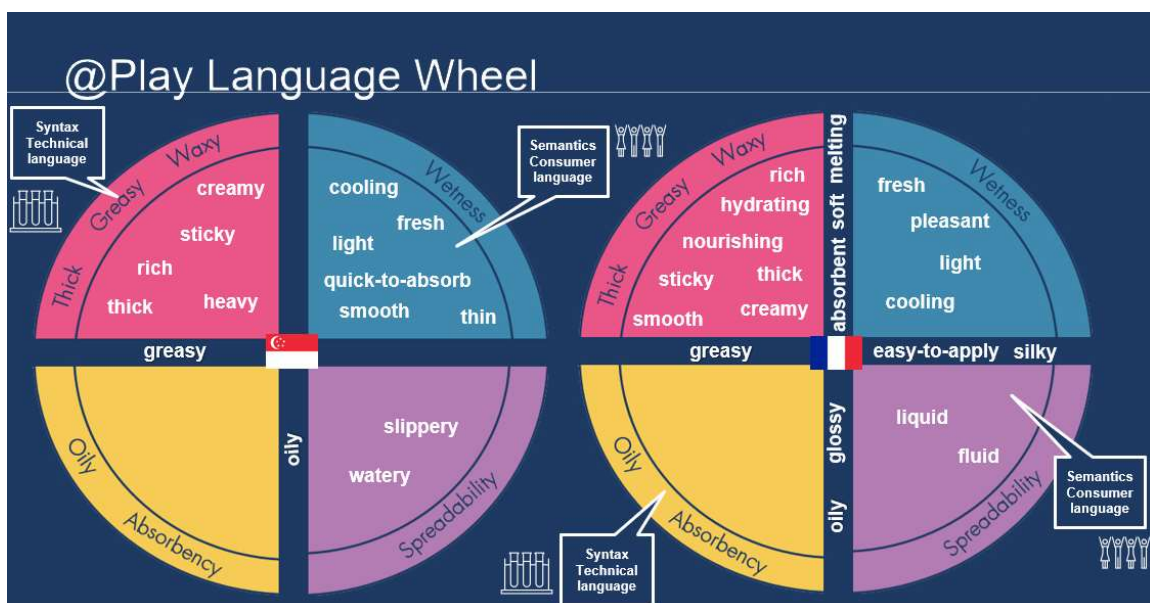 @Play Language Wheel
Syntax
Technical
language
Thick
Greasy
Waxy
creamy
sticky
rich
thick
heavy
Wetness
cooling
fresh
light
quick-to-absorb
smooth
thin
Semantics
Consumer
language
greasy
oily
Oily
Absorbency
slippery
watery
Spreadability
Thick
Greasy
Waxy
rich
hydrating
nourishing
sticky
thick
smooth
creamy
absorbent soft melting
Wetness
fresh
pleasant
light
cooling
greasy
easy-to-apply silky
oily glossy
Oily
Absorbency
Syntax
Technical
language
liquid
fluid
Spreadability
Semantics
Consumer
language